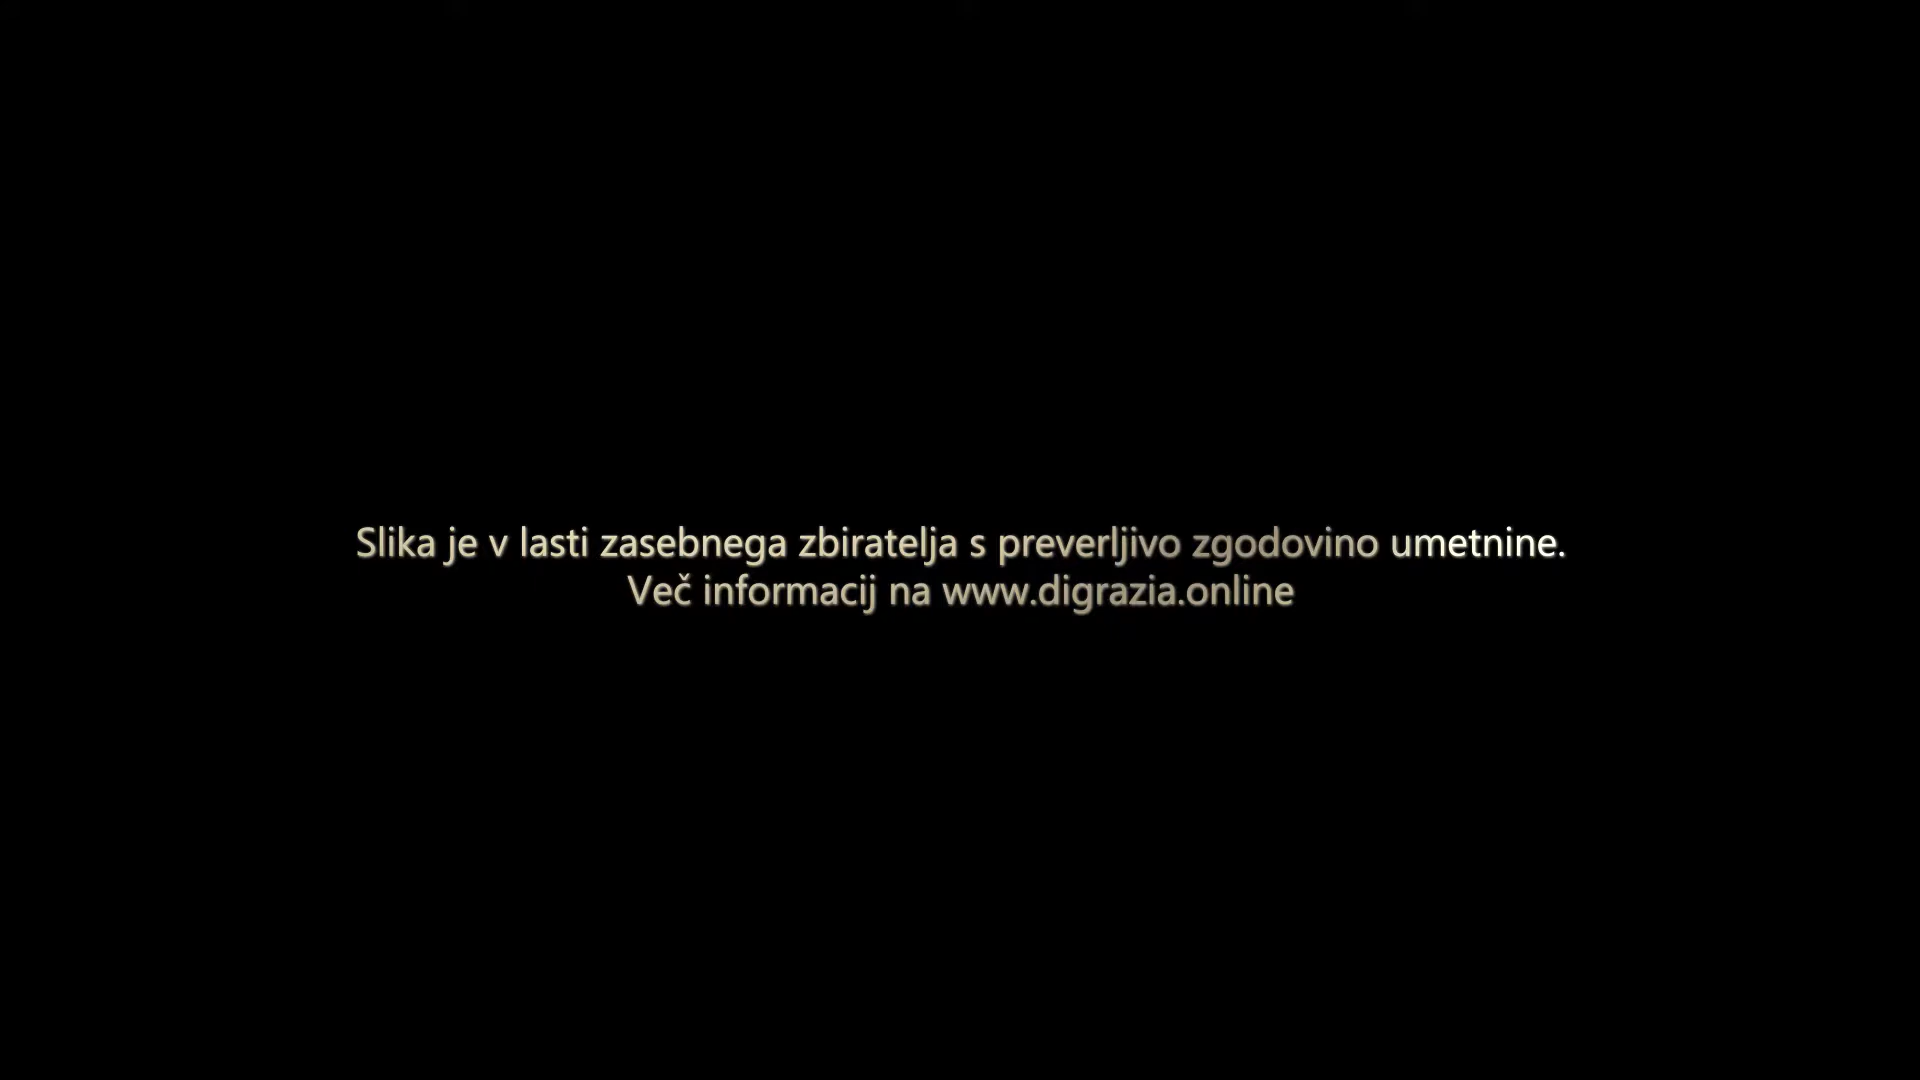 Slika je v lasti zasebnega zbiratelja s preverljivo zgodovino umetnine.
Več informacij na www.digrazia.online